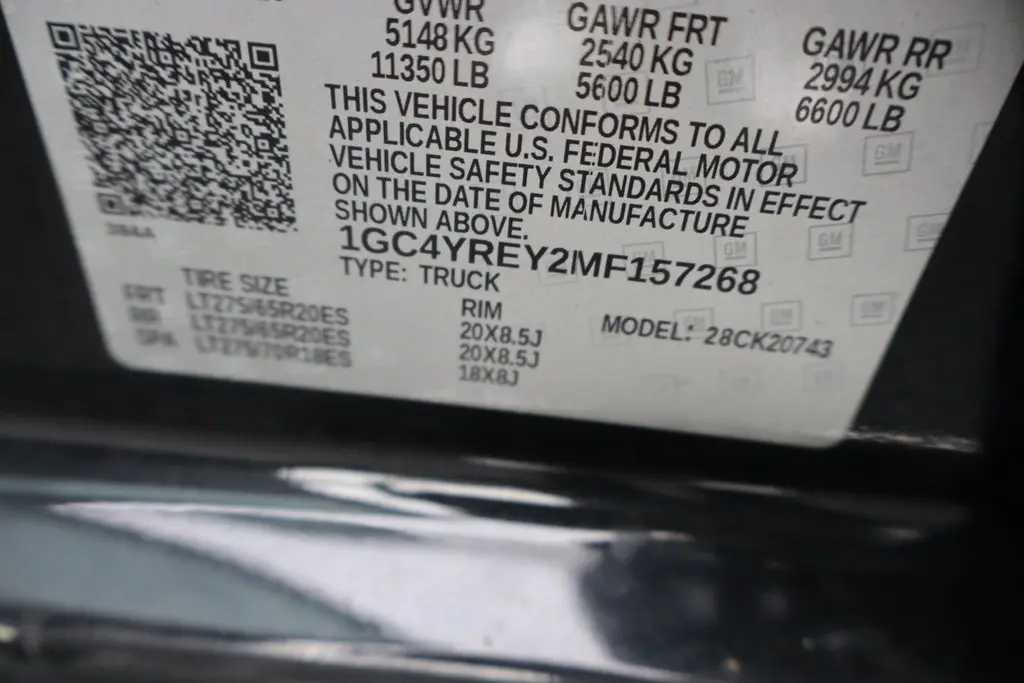 GVWR GAWR FRT GAWR RR
5148 KG 2540 KG 2994 KG
11350 LB 5600 LB 6600 LB
THIS VEHICLE CONFORMS TO ALL
APPLICABLE U.S. FEDERAL MOTOR
VEHICLE SAFETY STANDARDS IN EFFECT
ON THE DATE OF MANUFACTURE
SHOWN ABOVE.
1GC4YREY2MF157268
TYPE: TRUCK
TIRE SIZE RIM MODEL: 28CK20743
FRT LT275/65R20ES 20X8.5J
RR LT275/65R20ES 20X8.5J
SPA LT275/70R18ES 18X8J
GM